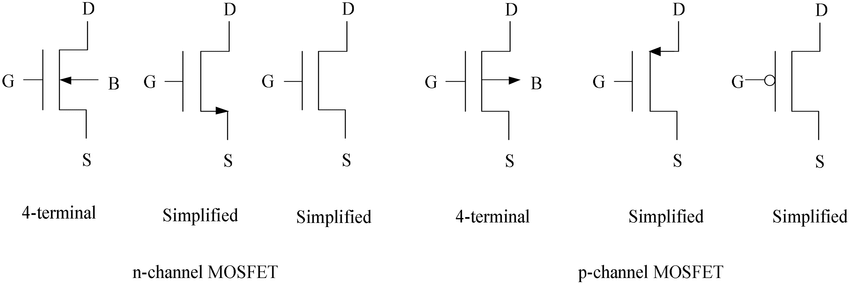 D D D D D D
G B G G G B G G
S S S S S S
4-terminal Simplified Simplified 4-terminal Simplified Simplified
n-channel MOSFET p-channel MOSFET